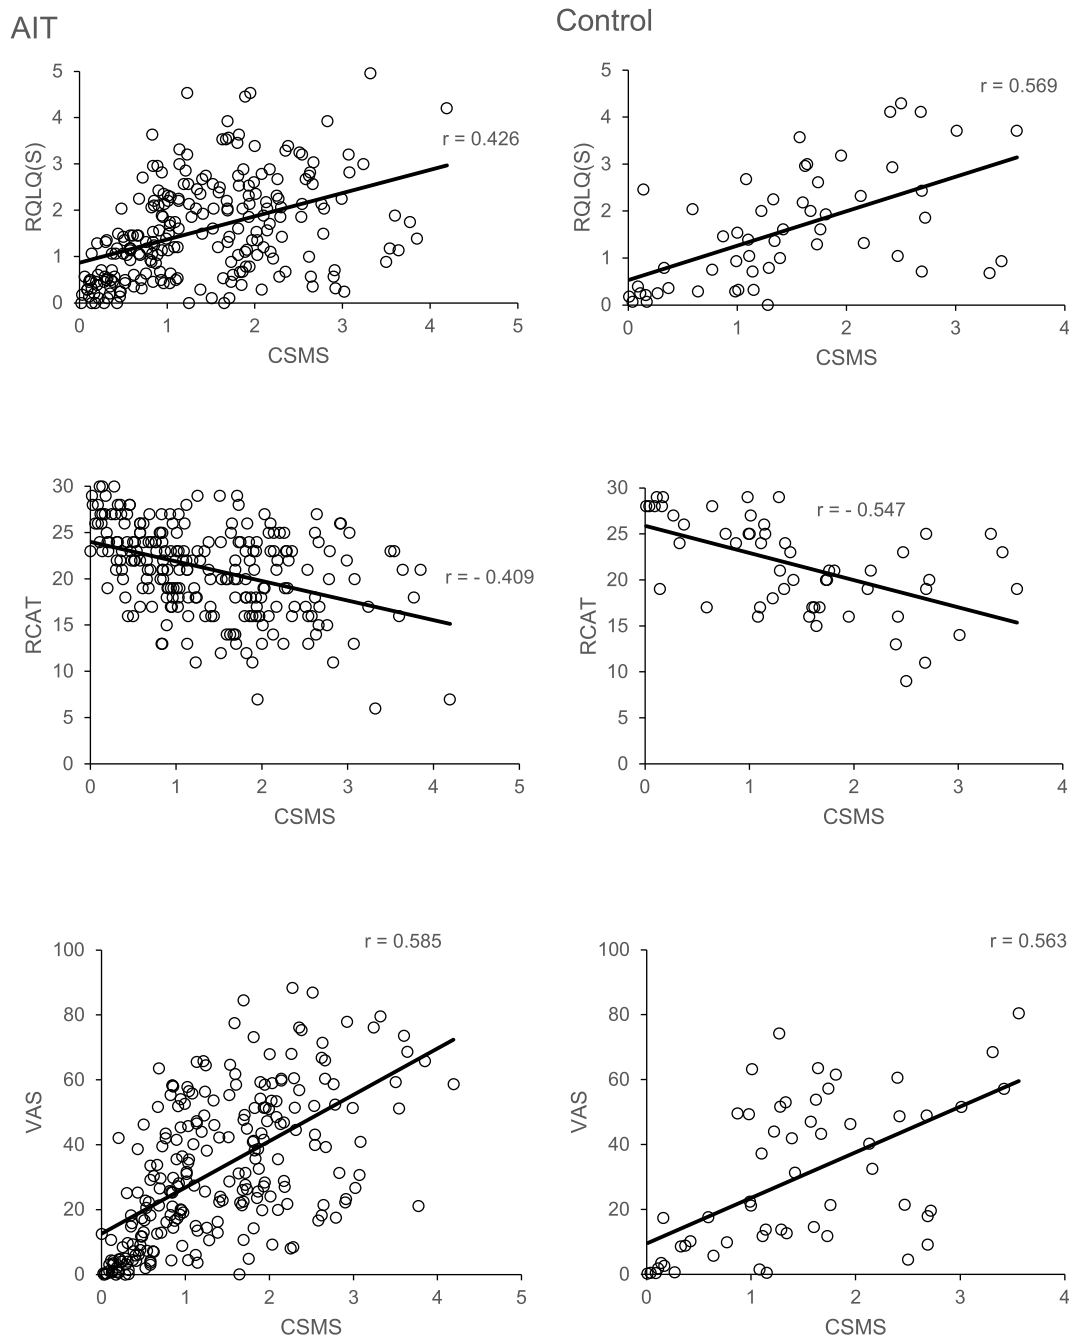 AIT
Control
5
4
3
2
1
0
RQLQ(S)
r = 0.426
0 1 2 3 4 5
CSMS
5
4
3
2
1
0
RQLQ(S)
r = 0.569
0 1 2 3 4
CSMS
30
25
20
15
10
5
0
RCAT
r = - 0.409
0 1 2 3 4 5
CSMS
30
25
20
15
10
5
0
RCAT
r = - 0.547
0 1 2 3 4
CSMS
100
80
60
40
20
0
VAS
r = 0.585
0 1 2 3 4 5
CSMS
100
80
60
40
20
0
VAS
r = 0.563
0 1 2 3 4
CSMS